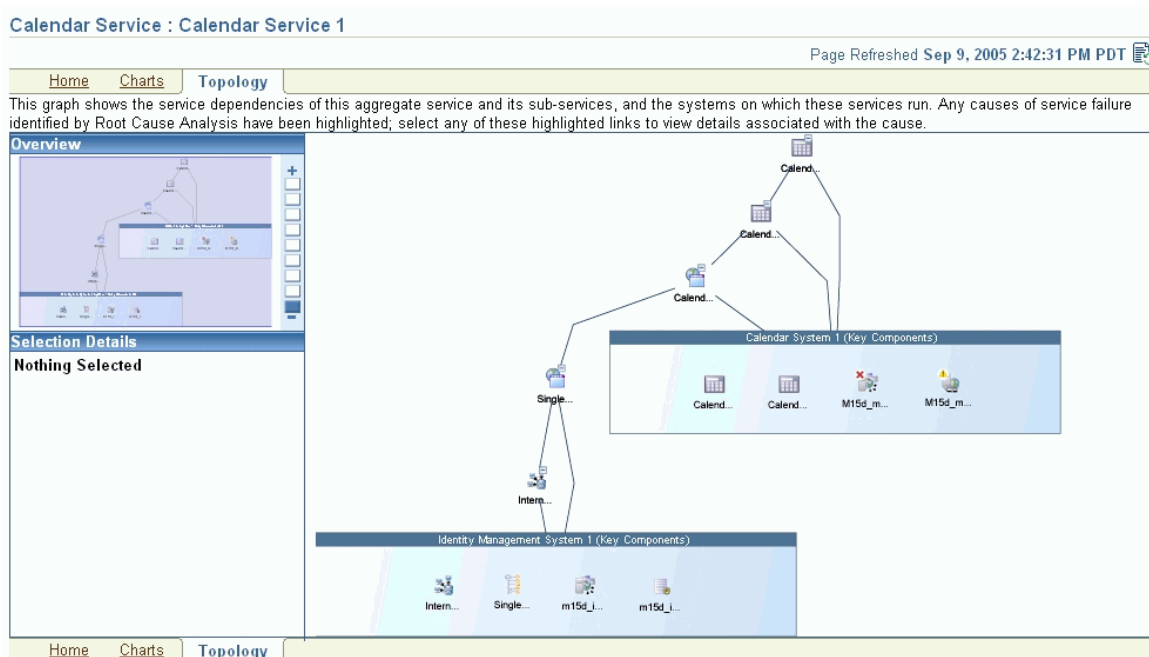 Calendar Service : Calendar Service 1
Page Refreshed Sep 9, 2005 2:42:31 PM PDT
Home Charts Topology
This graph shows the service dependencies of this aggregate service and its sub-services, and the systems on which these services run. Any causes of service failure
identified by Root Cause Analysis have been highlighted; select any of these highlighted links to view details associated with the cause.
Overview
Selection Details
Nothing Selected
Calend...
Calend...
Calend...
Single...
Intern...
Calendar System 1 (Key Components)
Calend... Calend... M15d_m... M15d_m...
Identity Management System 1 (Key Components)
Intern... Single... m15d_i... m15d_i...
Home Charts Topology